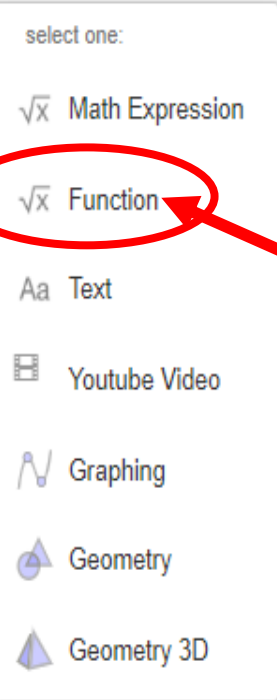 select one:
√x Math Expression
√x Function
Aa Text
Youtube Video
Graphing
Geometry
Geometry 3D